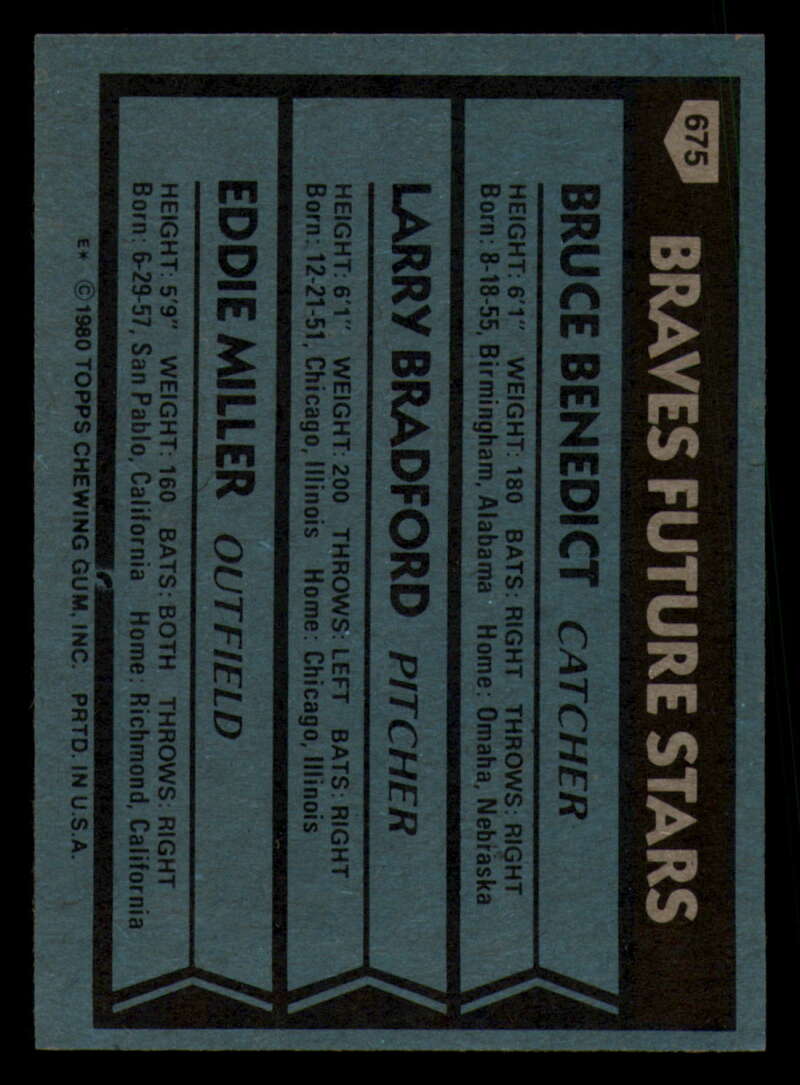 675
BRAVES FUTURE STARS
BRUCE BENEDICT CATCHER
HEIGHT: 6'1" WEIGHT: 180 BATS: RIGHT THROWS: RIGHT
Born: 8-18-55, Birmingham, Alabama Home: Omaha, Nebraska
LARRY BRADFORD PITCHER
HEIGHT: 6'1" WEIGHT: 200 THROWS: LEFT BATS: RIGHT
Born: 12-21-51, Chicago, Illinois Home: Chicago, Illinois
EDDIE MILLER OUTFIELD
HEIGHT: 5'9" WEIGHT: 160 BATS: BOTH THROWS: RIGHT
Born: 6-29-57, San Pablo, California Home: Richmond, California
E* © 1980 TOPPS CHEWING GUM, INC. PRTD. IN U.S.A.